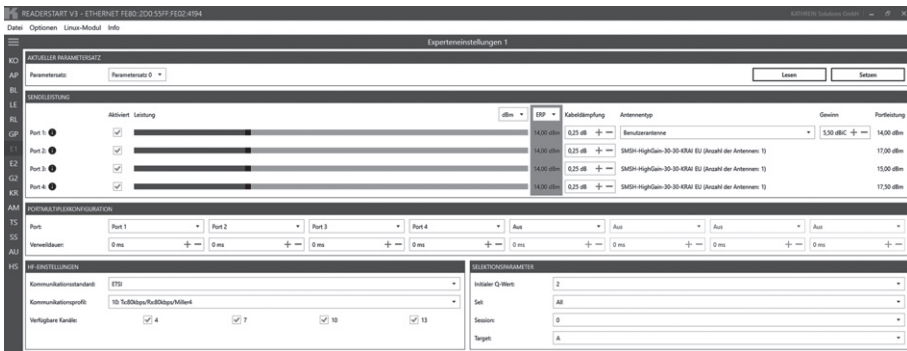 READERSTART V3 - ETHERNET FE80::2D0:55FF:FE02:4194 KATHREIN Solutions GmbH
Datei Optionen Linux-Modul Info
Experteneinstellungen 1
KO
AP
BL
LE
RL
GP
E1
E2
G2
KR
AM
TS
SS
AU
HS
AKTUELLER PARAMETERSATZ
Parametersatz: Parametersatz 0 Lesen Setzen
SENDELEISTUNG
Aktiviert Leistung dBm ERP Kabeldämpfung Antennentyp Gewinn Portleistung
Port 1: 14,00 dBm 0,25 dB Benutzerantenne 5,50 dBiC 14,00 dBm
Port 2: 14,00 dBm 0,25 dB SMSH-HighGain-30-30-KRAI EU (Anzahl der Antennen: 1) 17,00 dBm
Port 3: 14,00 dBm 0,25 dB SMSH-HighGain-30-30-KRAI EU (Anzahl der Antennen: 1) 15,00 dBm
Port 4: 14,00 dBm 0,25 dB SMSH-HighGain-30-30-KRAI EU (Anzahl der Antennen: 1) 17,50 dBm
PORTMULTIPLEXKONFIGURATION
Port: Port 1 Port 2 Port 3 Port 4 Aus Aus Aus Aus
Verweildauer: 0 ms 0 ms 0 ms 0 ms 0 ms 0 ms 0 ms 0 ms
HF-EINSTELLUNGEN
Kommunikationsstandard: ETSI
Kommunikationsprofil: 10: Tx:80kbps/Rx:80kbps/Miller4
Verfügbare Kanäle: 4 7 10 13
SELEKTIONSPARAMETER
Initialer Q-Wert: 2
Sel: All
Session: 0
Target: A